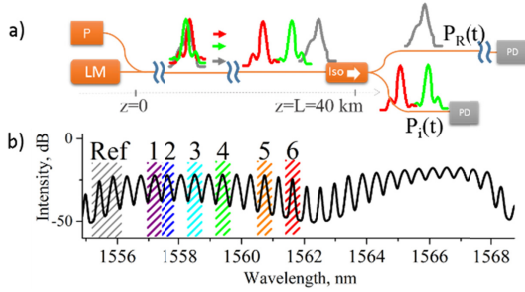 a)
P
LM
z=0
z=L=40 km
Iso
P_R(t)
PD
P_i(t)
PD
b)
Intensity, dB
0
-50
Ref 1 2 3 4 5 6
1556 1558 1560 1562 1564 1566 1568
Wavelength, nm